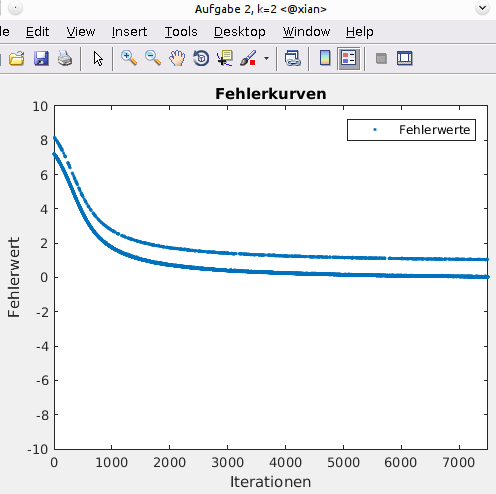 Aufgabe 2, k=2 <@xian>
le Edit View Insert Tools Desktop Window Help
Fehlerkurven
Fehlerwerte
10
8
6
4
2
0
-2
-4
-6
-8
-10
Fehlerwert
0 1000 2000 3000 4000 5000 6000 7000
Iterationen